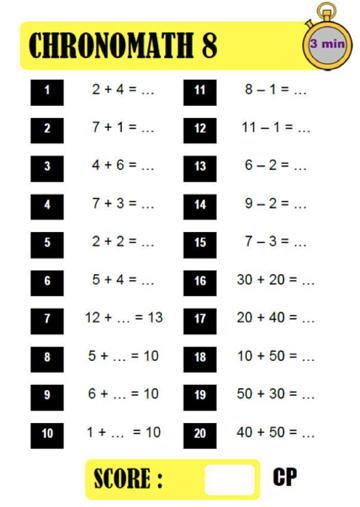 CHRONOMATH 8
3 min
1 2 + 4 = ...
2 7 + 1 = ...
3 4 + 6 = ...
4 7 + 3 = ...
5 2 + 2 = ...
6 5 + 4 = ...
7 12 + ... = 13
8 5 + ... = 10
9 6 + ... = 10
10 1 + ... = 10
11 8 – 1 = ...
12 11 – 1 = ...
13 6 – 2 = ...
14 9 – 2 = ...
15 7 – 3 = ...
16 30 + 20 = ...
17 20 + 40 = ...
18 10 + 50 = ...
19 50 + 30 = ...
20 40 + 50 = ...
SCORE : CP